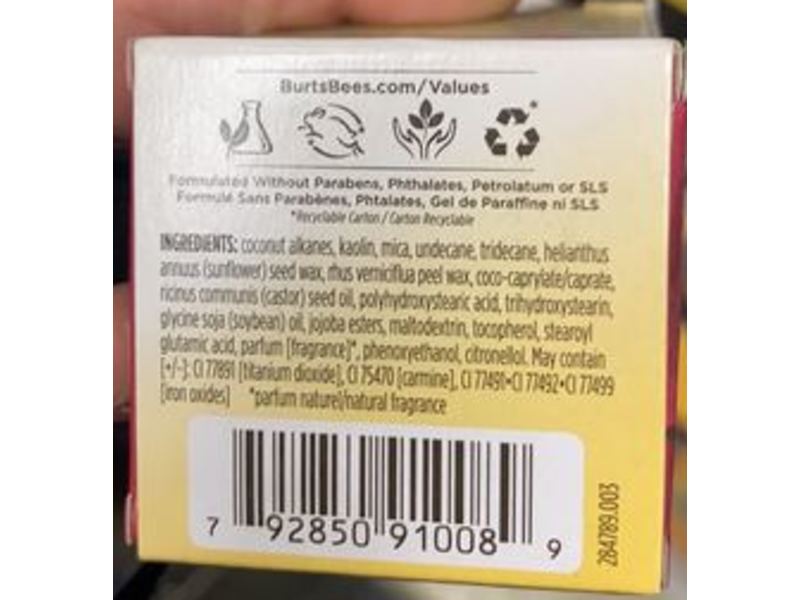 BurtsBees.com/Values
Formulated Without Parabens, Phthalates, Petrolatum or SLS
Formulé Sans Parabènes, Phtalates, Gel de Paraffine ni SLS
*Recyclable Carton / Carton Recyclable
INGREDIENTS: coconut alkanes, kaolin, mica, undecane, tridecane, helianthus
annuus (sunflower) seed wax, rhus verniciflua peel wax, coco-caprylate/caprate,
ricinus communis (castor) seed oil, polyhydroxystearic acid, trihydroxystearin,
glycine soja (soybean) oil, jojoba esters, maltodextrin, tocopherol, stearoyl
glutamic acid, parfum [fragrance]*, phenoxyethanol, citronellol. May contain
[+/-]: CI 77891 [titanium dioxide], CI 75470 [carmine], CI 77491•CI 77492•CI 77499
[iron oxides] *parfum naturel/natural fragrance
7 92850 91008 9
284789.003